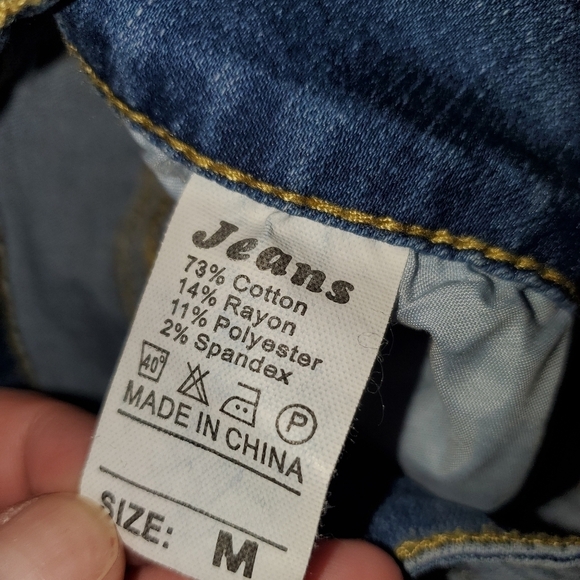 Jeans
73% Cotton
14% Rayon
11% Polyester
2% Spandex
40° P
MADE IN CHINA
SIZE: M